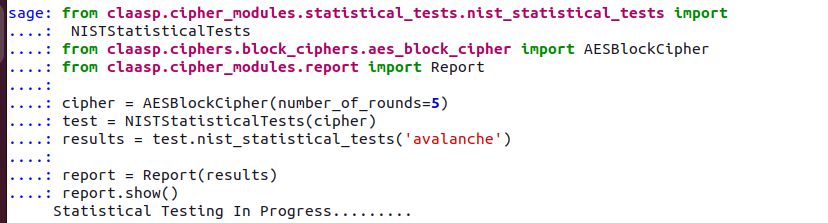 sage: from claasp.cipher_modules.statistical_tests.nist_statistical_tests import
....:  NISTStatisticalTests
....: from claasp.ciphers.block_ciphers.aes_block_cipher import AESBlockCipher
....: from claasp.cipher_modules.report import Report
....:
....: cipher = AESBlockCipher(number_of_rounds=5)
....: test = NISTStatisticalTests(cipher)
....: results = test.nist_statistical_tests('avalanche')
....:
....: report = Report(results)
....: report.show()
     Statistical Testing In Progress.........